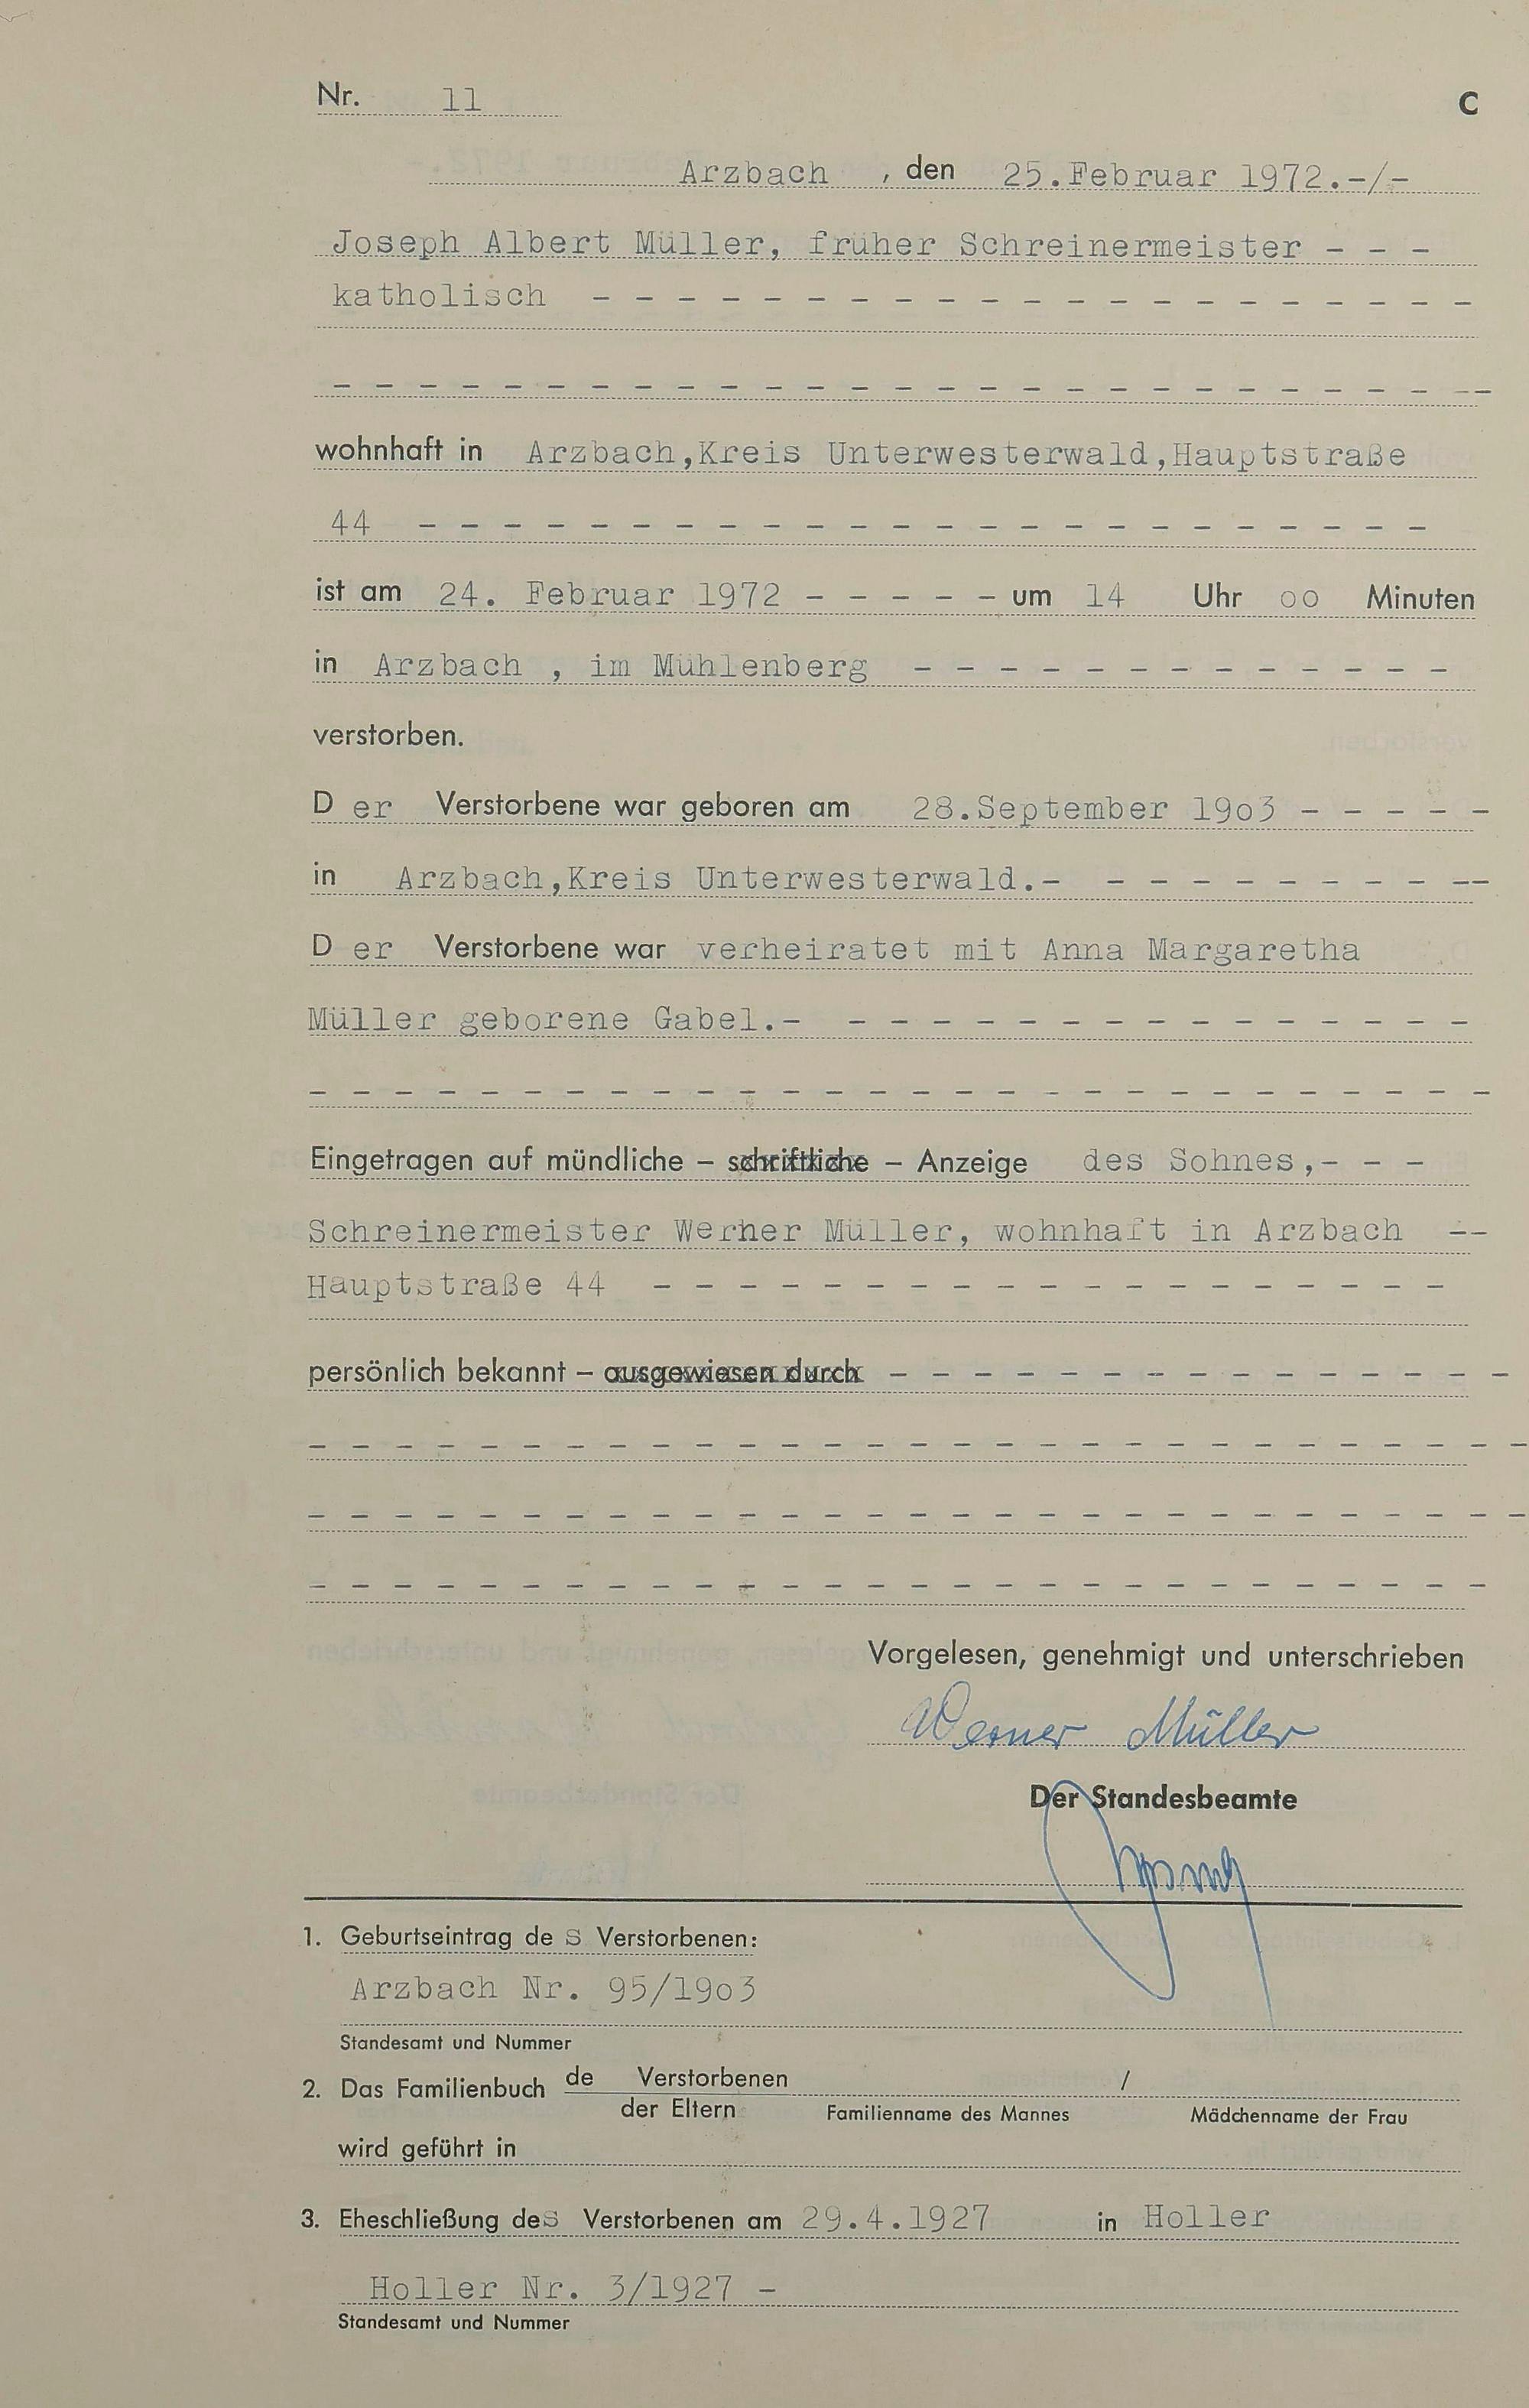 Nr. 11 C
Arzbach , den 25.Februar 1972.-/-
Joseph Albert Müller, früher Schreinermeister - - -
katholisch - - - - - - - - - - - - - - - - - - - - -
- - - - - - - - - - - - - - - - - - - - - - - - - - --
wohnhaft in Arzbach,Kreis Unterwesterwald,Hauptstraße
44 - - - - - - - - - - - - - - - - - - - - - - - -
ist am 24. Februar 1972 - - - - - um 14 Uhr oo Minuten
in Arzbach , im Mühlenberg - - - - - - - - - - - - -
verstorben.
D er Verstorbene war geboren am 28.September 19o3 - - - - -
in Arzbach,Kreis Unterwesterwald.- - - - - - - - - - --
D er Verstorbene war verheiratet mit Anna Margaretha
Müller geborene Gabel.- - - - - - - - - - - - - - - -
- - - - - - - - - - - - - - - - - - - - - - - - - - - -
Eingetragen auf mündliche – schriftliche – Anzeige des Sohnes,- - -
Schreinermeister Werner Müller, wohnhaft in Arzbach --
Hauptstraße 44 - - - - - - - - - - - - - - - - - - -
persönlich bekannt – ausgewiesen durch - - - - - - - - - - - - - - -
- - - - - - - - - - - - - - - - - - - - - - - - - - - - -
- - - - - - - - - - - - - - - - - - - - - - - - - - - - -
- - - - - - - - - - - - - - - - - - - - - - - - - - - -
Vorgelesen, genehmigt und unterschrieben
Werner Müller
Der Standesbeamte
1. Geburtseintrag de s Verstorbenen:
Arzbach Nr. 95/19o3
Standesamt und Nummer
2. Das Familienbuch de Verstorbenen /
der Eltern Familienname des Mannes Mädchenname der Frau
wird geführt in
3. Eheschließung des Verstorbenen am 29.4.1927 in Holler
Holler Nr. 3/1927 -
Standesamt und Nummer